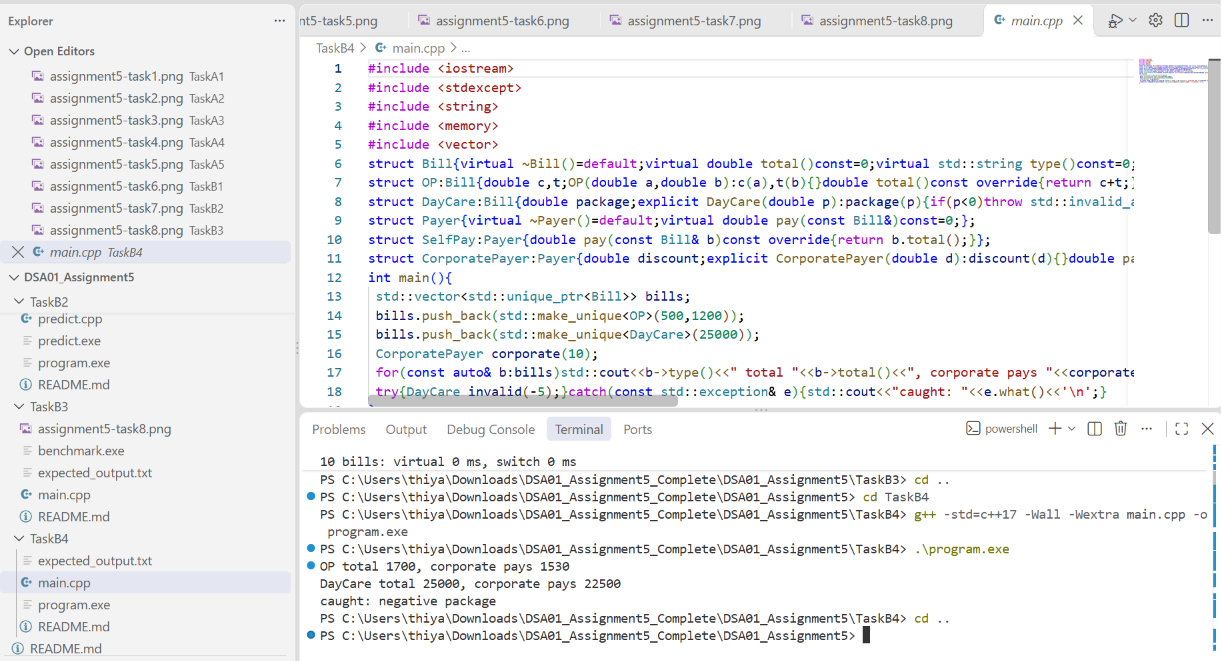 Explorer
...
Open Editors
assignment5-task1.png TaskA1
assignment5-task2.png TaskA2
assignment5-task3.png TaskA3
assignment5-task4.png TaskA4
assignment5-task5.png TaskA5
assignment5-task6.png TaskB1
assignment5-task7.png TaskB2
assignment5-task8.png TaskB3
main.cpp TaskB4
DSA01_Assignment5
TaskB2
predict.cpp
predict.exe
program.exe
README.md
TaskB3
assignment5-task8.png
benchmark.exe
expected_output.txt
main.cpp
README.md
TaskB4
expected_output.txt
main.cpp
program.exe
README.md
README.md
nt5-task5.png assignment5-task6.png assignment5-task7.png assignment5-task8.png main.cpp
TaskB4 > main.cpp > ...
1 #include <iostream>
2 #include <stdexcept>
3 #include <string>
4 #include <memory>
5 #include <vector>
6 struct Bill{virtual ~Bill()=default;virtual double total()const=0;virtual std::string type()const=0;
7 struct OP:Bill{double c,t;OP(double a,double b):c(a),t(b){}double total()const override{return c+t;}
8 struct DayCare:Bill{double package;explicit DayCare(double p):package(p){if(p<0)throw std::invalid_a
9 struct Payer{virtual ~Payer()=default;virtual double pay(const Bill&)const=0;};
10 struct SelfPay:Payer{double pay(const Bill& b)const override{return b.total();}};
11 struct CorporatePayer:Payer{double discount;explicit CorporatePayer(double d):discount(d){}double pa
12 int main(){
13 std::vector<std::unique_ptr<Bill>> bills;
14 bills.push_back(std::make_unique<OP>(500,1200));
15 bills.push_back(std::make_unique<DayCare>(25000));
16 CorporatePayer corporate(10);
17 for(const auto& b:bills)std::cout<<b->type()<<" total "<<b->total()<<", corporate pays "<<corporate
18 try{DayCare invalid(-5);}catch(const std::exception& e){std::cout<<"caught: "<<e.what()<<'\n';}
Problems Output Debug Console Terminal Ports powershell
10 bills: virtual 0 ms, switch 0 ms
PS C:\Users\thiya\Downloads\DSA01_Assignment5_Complete\DSA01_Assignment5\TaskB3> cd ..
PS C:\Users\thiya\Downloads\DSA01_Assignment5_Complete\DSA01_Assignment5> cd TaskB4
PS C:\Users\thiya\Downloads\DSA01_Assignment5_Complete\DSA01_Assignment5\TaskB4> g++ -std=c++17 -Wall -Wextra main.cpp -o
program.exe
PS C:\Users\thiya\Downloads\DSA01_Assignment5_Complete\DSA01_Assignment5\TaskB4> .\program.exe
OP total 1700, corporate pays 1530
DayCare total 25000, corporate pays 22500
caught: negative package
PS C:\Users\thiya\Downloads\DSA01_Assignment5_Complete\DSA01_Assignment5\TaskB4> cd ..
PS C:\Users\thiya\Downloads\DSA01_Assignment5_Complete\DSA01_Assignment5>